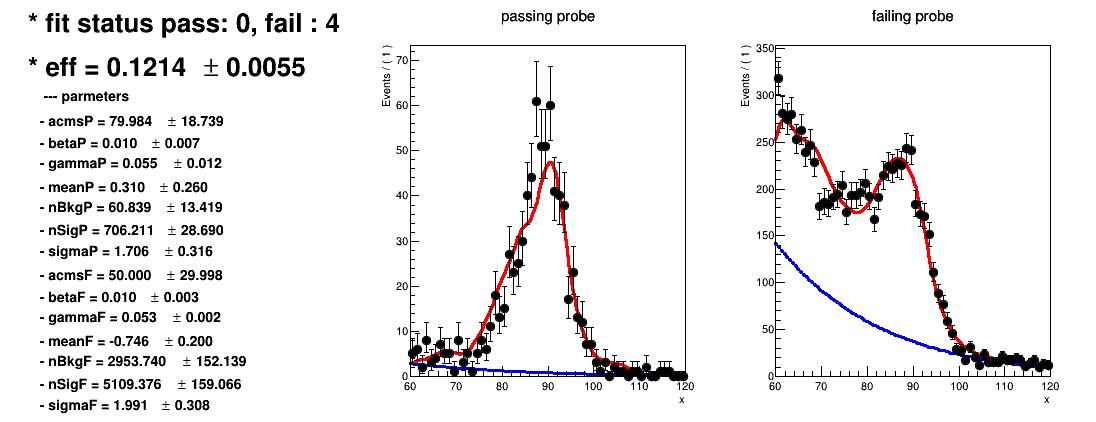 * fit status pass: 0, fail : 4
* eff = 0.1214 ± 0.0055
--- parmeters
- acmsP = 79.984 ± 18.739
- betaP = 0.010 ± 0.007
- gammaP = 0.055 ± 0.012
- meanP = 0.310 ± 0.260
- nBkgP = 60.839 ± 13.419
- nSigP = 706.211 ± 28.690
- sigmaP = 1.706 ± 0.316
- acmsF = 50.000 ± 29.998
- betaF = 0.010 ± 0.003
- gammaF = 0.053 ± 0.002
- meanF = -0.746 ± 0.200
- nBkgF = 2953.740 ± 152.139
- nSigF = 5109.376 ± 159.066
- sigmaF = 1.991 ± 0.308
passing probe
Events / ( 1 )
70
60
50
40
30
20
10
0
60 70 80 90 100 110 120
x
failing probe
Events / ( 1 )
350
300
250
200
150
100
50
0
60 70 80 90 100 110 120
x